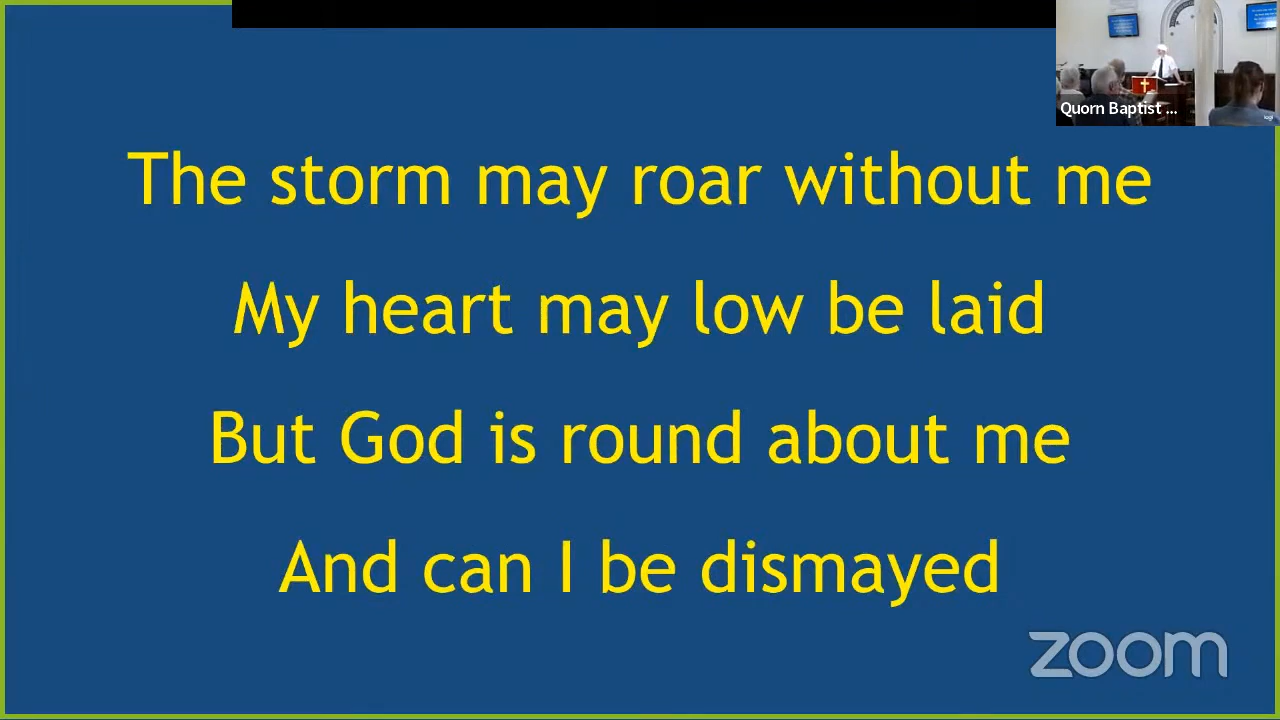 Quorn Baptist ...
The storm may roar without me
My heart may low be laid
But God is round about me
And can I be dismayed
zoom